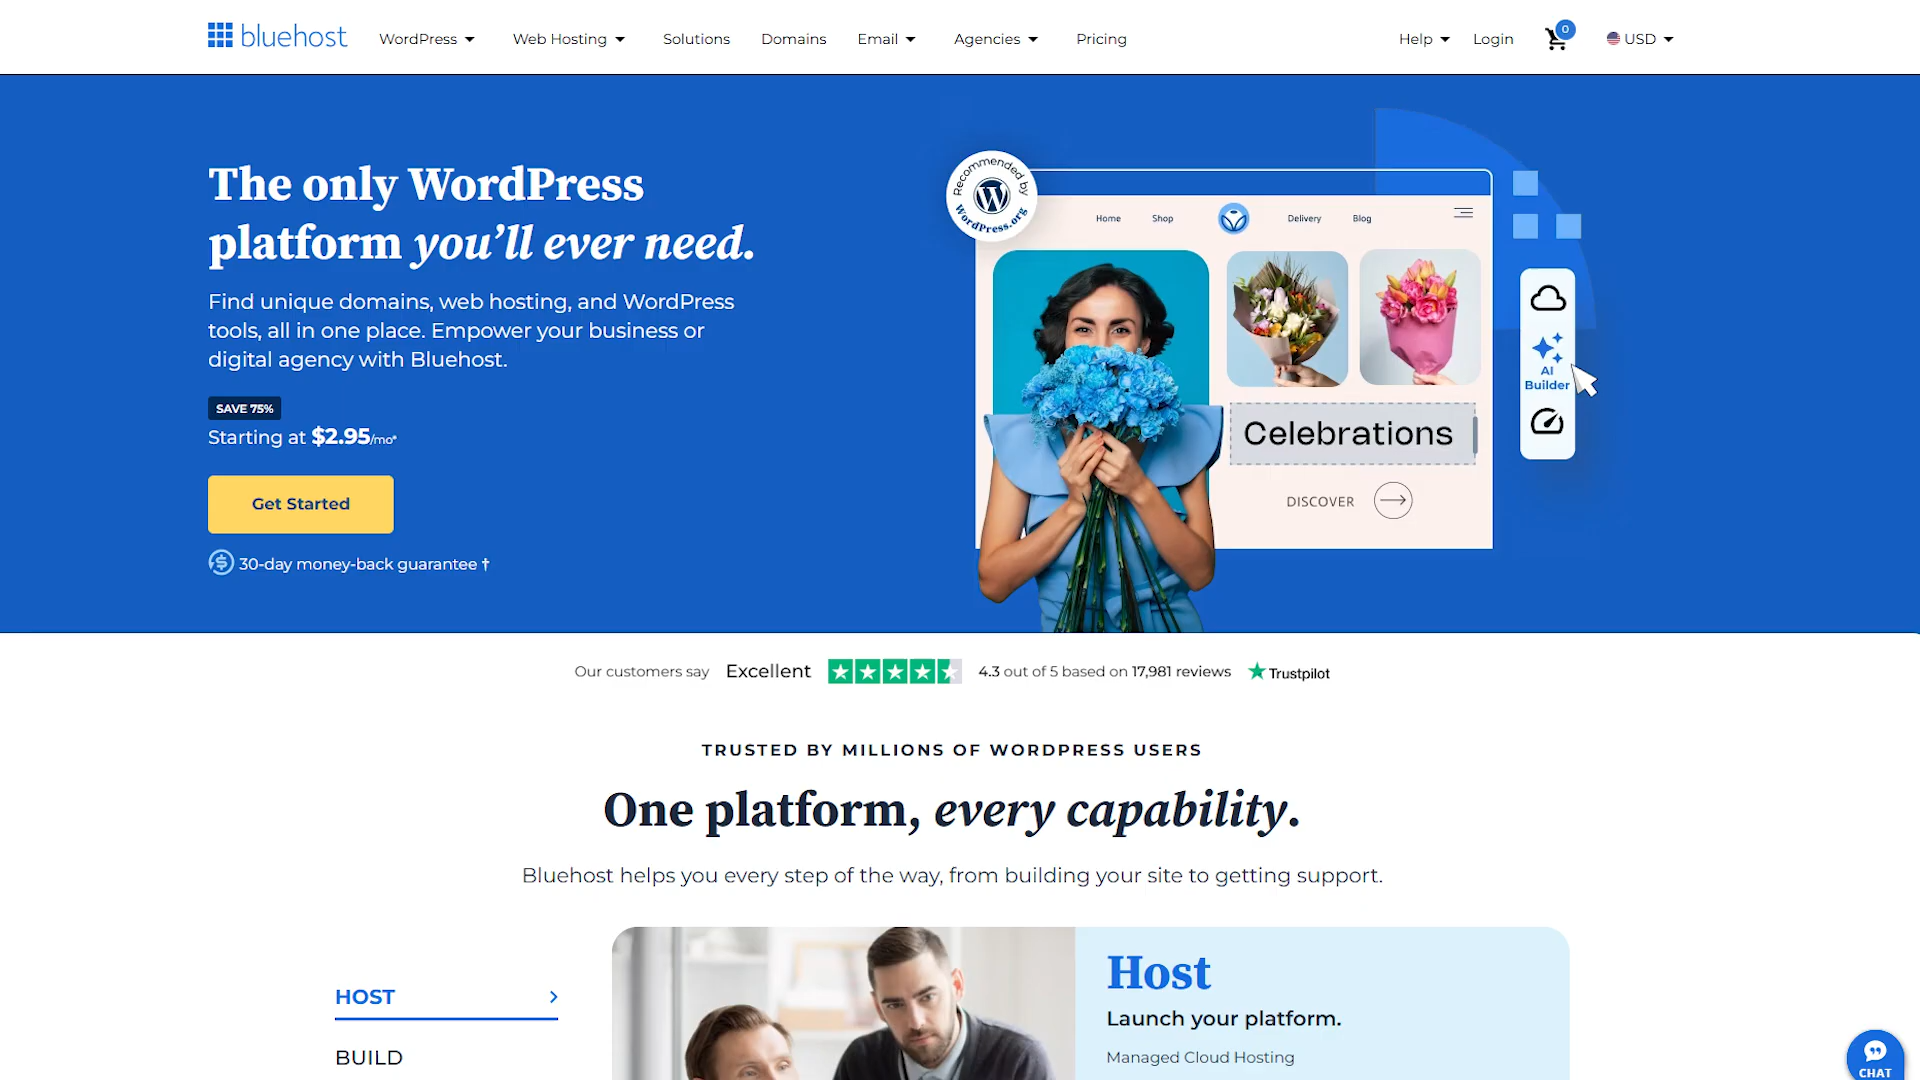 bluehost
WordPress
Web Hosting
Solutions
Domains
Email
Agencies
Pricing
Help
Login
0
USD
The only WordPress
platform you'll ever need.
Find unique domains, web hosting, and WordPress
tools, all in one place. Empower your business or
digital agency with Bluehost.
SAVE 75%
Starting at $2.95/mo*
Get Started
30-day money-back guarantee †
Recommended by
WordPress.org
Home
Shop
Delivery
Blog
Celebrations
DISCOVER
AI
Builder
Our customers say Excellent 4.3 out of 5 based on 17,981 reviews Trustpilot
TRUSTED BY MILLIONS OF WORDPRESS USERS
One platform, every capability.
Bluehost helps you every step of the way, from building your site to getting support.
HOST
BUILD
Host
Launch your platform.
Managed Cloud Hosting
CHAT